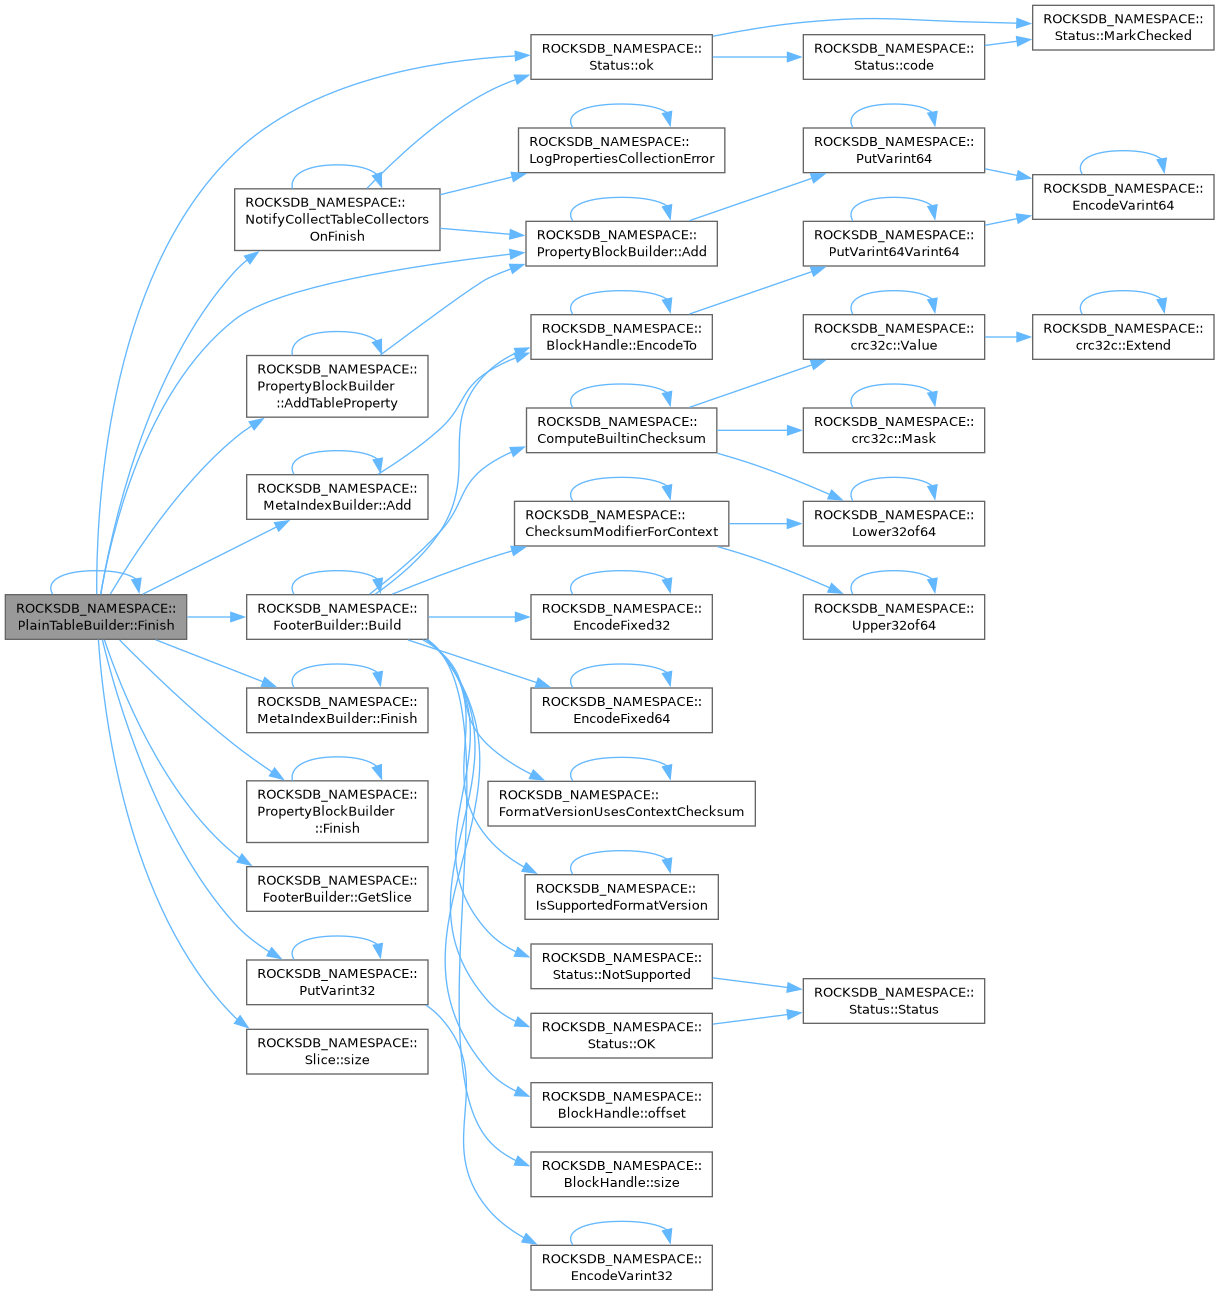 ROCKSDB_NAMESPACE::
PlainTableBuilder::Finish
ROCKSDB_NAMESPACE::
NotifyCollectTableCollectors
OnFinish
ROCKSDB_NAMESPACE::
PropertyBlockBuilder
::AddTableProperty
ROCKSDB_NAMESPACE::
MetaIndexBuilder::Add
ROCKSDB_NAMESPACE::
FooterBuilder::Build
ROCKSDB_NAMESPACE::
MetaIndexBuilder::Finish
ROCKSDB_NAMESPACE::
PropertyBlockBuilder
::Finish
ROCKSDB_NAMESPACE::
FooterBuilder::GetSlice
ROCKSDB_NAMESPACE::
PutVarint32
ROCKSDB_NAMESPACE::
Slice::size
ROCKSDB_NAMESPACE::
Status::ok
ROCKSDB_NAMESPACE::
LogPropertiesCollectionError
ROCKSDB_NAMESPACE::
PropertyBlockBuilder::Add
ROCKSDB_NAMESPACE::
BlockHandle::EncodeTo
ROCKSDB_NAMESPACE::
ComputeBuiltinChecksum
ROCKSDB_NAMESPACE::
ChecksumModifierForContext
ROCKSDB_NAMESPACE::
EncodeFixed32
ROCKSDB_NAMESPACE::
EncodeFixed64
ROCKSDB_NAMESPACE::
FormatVersionUsesContextChecksum
ROCKSDB_NAMESPACE::
IsSupportedFormatVersion
ROCKSDB_NAMESPACE::
Status::NotSupported
ROCKSDB_NAMESPACE::
Status::OK
ROCKSDB_NAMESPACE::
BlockHandle::offset
ROCKSDB_NAMESPACE::
BlockHandle::size
ROCKSDB_NAMESPACE::
EncodeVarint32
ROCKSDB_NAMESPACE::
Status::code
ROCKSDB_NAMESPACE::
PutVarint64
ROCKSDB_NAMESPACE::
PutVarint64Varint64
ROCKSDB_NAMESPACE::
crc32c::Value
ROCKSDB_NAMESPACE::
crc32c::Mask
ROCKSDB_NAMESPACE::
Lower32of64
ROCKSDB_NAMESPACE::
Upper32of64
ROCKSDB_NAMESPACE::
Status::Status
ROCKSDB_NAMESPACE::
Status::MarkChecked
ROCKSDB_NAMESPACE::
EncodeVarint64
ROCKSDB_NAMESPACE::
crc32c::Extend